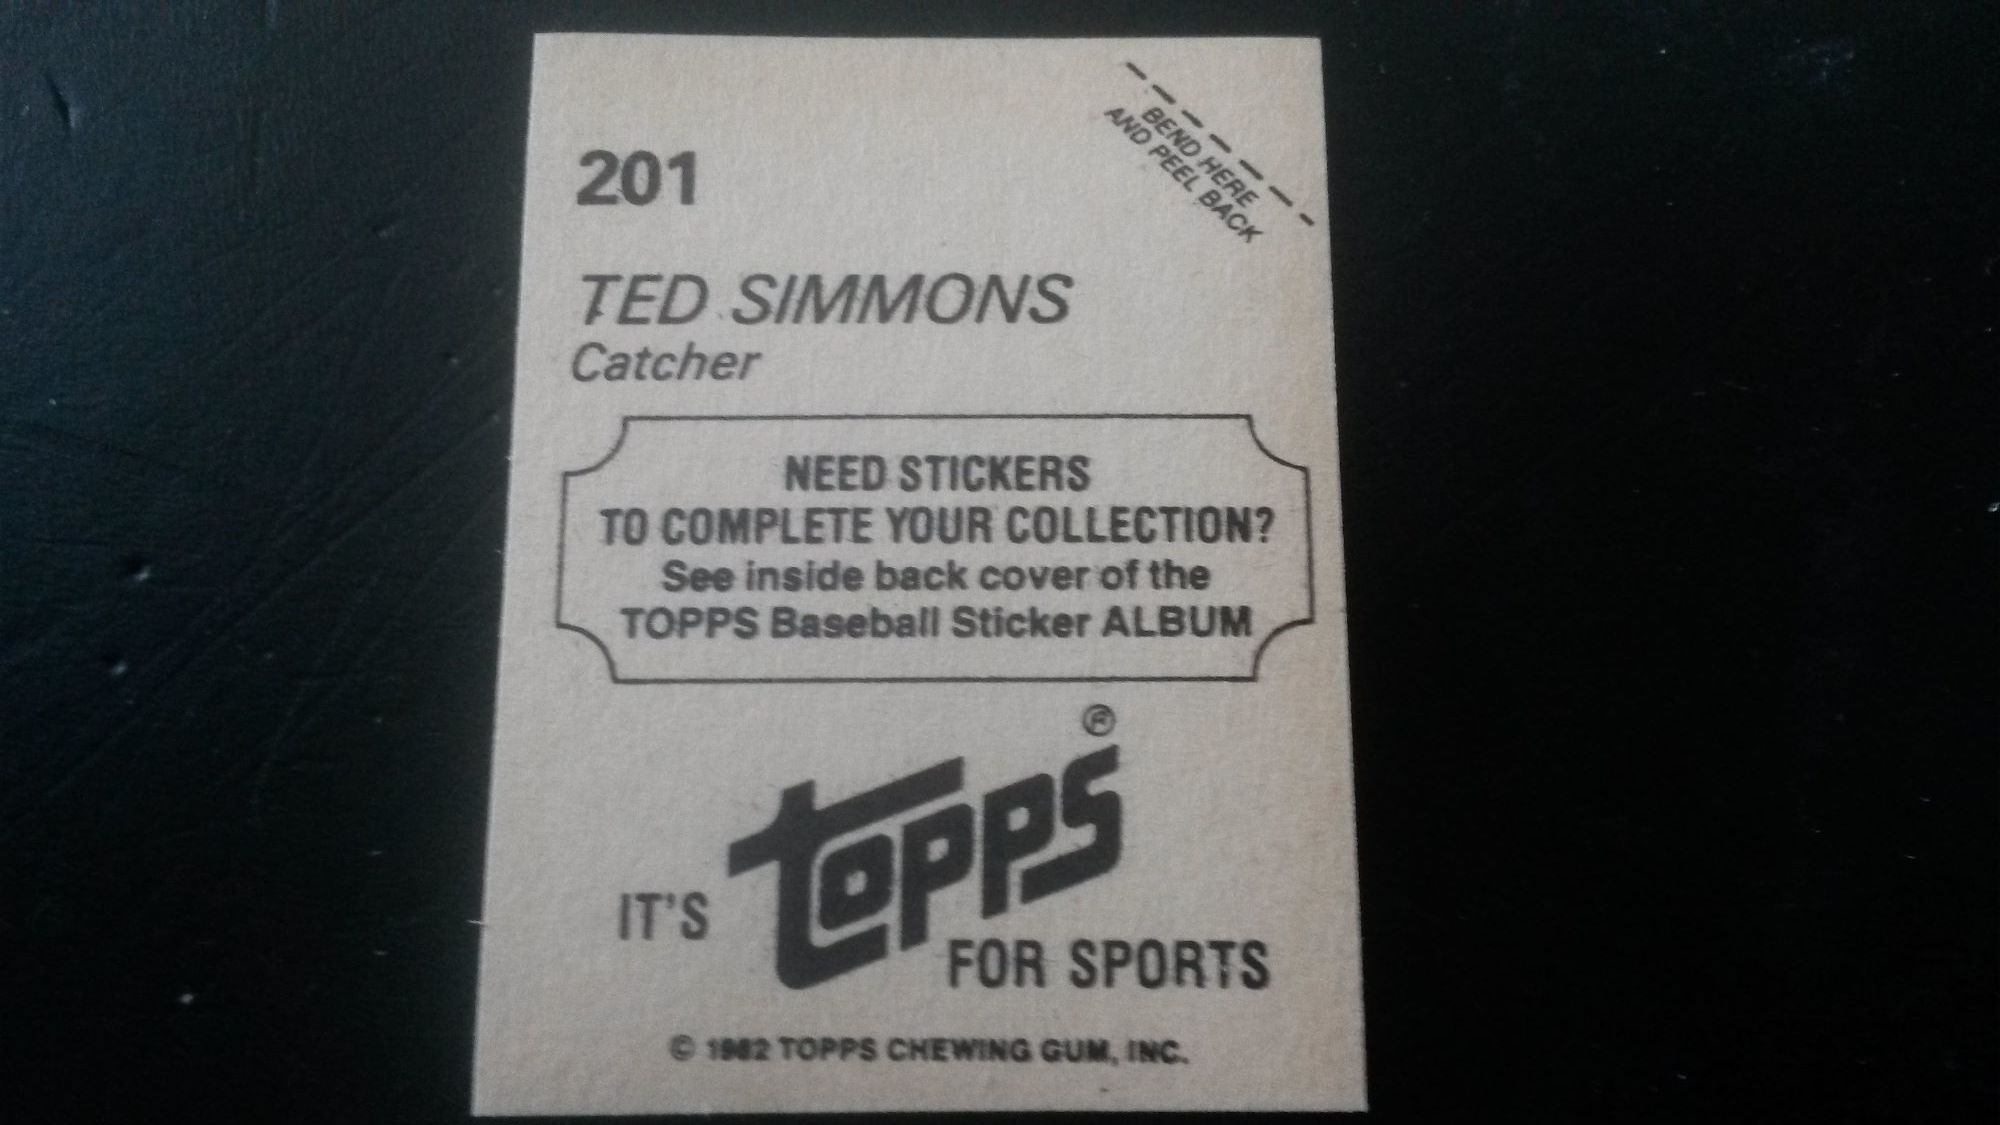 BEND HERE
AND PEEL BACK
201
TED SIMMONS
Catcher
NEED STICKERS
TO COMPLETE YOUR COLLECTION?
See inside back cover of the
TOPPS Baseball Sticker ALBUM
IT'S topps ®
FOR SPORTS
© 1982 TOPPS CHEWING GUM, INC.